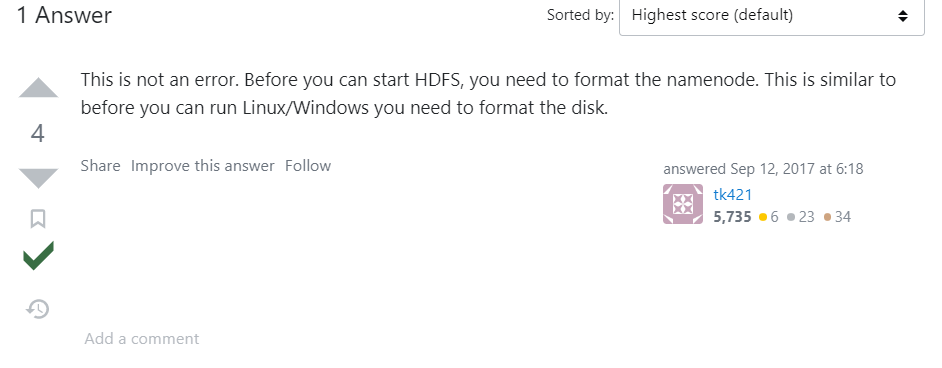 1 Answer
Sorted by: Highest score (default)
This is not an error. Before you can start HDFS, you need to format the namenode. This is similar to
before you can run Linux/Windows you need to format the disk.
4
Share Improve this answer Follow
answered Sep 12, 2017 at 6:18
tk421
5,735 6 23 34
Add a comment